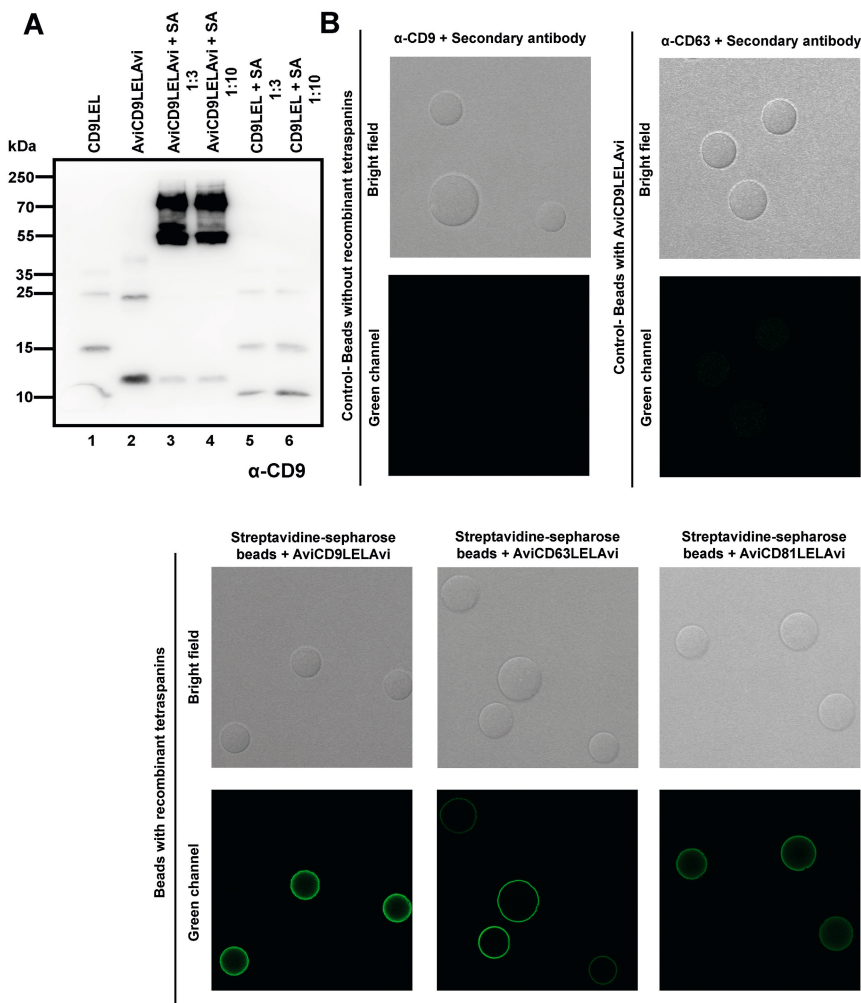 A
CD9LEL
AviCD9LELAvi
AviCD9LELAvi + SA
1:3
AviCD9LELAvi + SA
1:10
CD9LEL + SA
1:3
CD9LEL + SA
1:10
kDa
250
70
55
35
25
15
10
1 2 3 4 5 6
α-CD9
B
α-CD9 + Secondary antibody
Control- Beads without recombinant tetraspanins
Bright field
Green channel
α-CD63 + Secondary antibody
Control- Beads with AviCD9LELAvi
Bright field
Green channel
Beads with recombinant tetraspanins
Streptavidine-sepharose
beads + AviCD9LELAvi
Streptavidine-sepharose
beads + AviCD63LELAvi
Streptavidine-sepharose
beads + AviCD81LELAvi
Bright field
Green channel